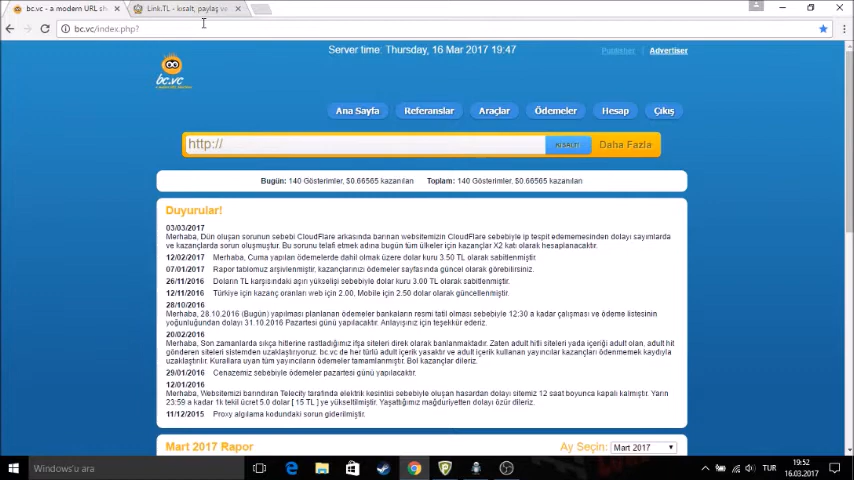 bc.vc - a modern URL sh
Link.TL - kısalt, paylaş ve
bc.vc/index.php?
Server time: Thursday, 16 Mar 2017 19:47
Publisher
Advertiser
bc.vc
Ana Sayfa
Referanslar
Araçlar
Ödemeler
Hesap
Çıkış
http://
KISALT!
Daha Fazla
Bugün: 140 Gösterimler, $0.66565 kazanılan Toplam: 140 Gösterimler, $0.66565 kazanılan
Duyurular!
03/03/2017
Merhaba, Dün oluşan sorunun sebebi CloudFlare arkasında barınan websitemizin CloudFlare sebebiyle ip tespit edememesinden dolayı sayımlarda
ve kazançlarda sorun oluşmuştur. Bu sorunu telafi etmek adına bugün tüm ülkeler için kazançlar X2 katı olarak hesaplanacaktır.
12/02/2017 Merhaba, Cuma yapılan ödemelerde dahil olmak üzere dolar kuru 3.50 TL olarak sabitlenmiştir.
07/01/2017 Rapor tablomuz arşivlenmiştir, kazançlarınızı ödemeler sayfasında güncel olarak görebilirsiniz.
26/11/2016 Doların TL karşısındaki aşırı yükselişi sebebiyle dolar kuru 3.00 TL olarak sabitlenmiştir.
12/11/2016 Türkiye için kazanç oranları web için 2.00, Mobile için 2.50 dolar olarak güncellenmiştir.
28/10/2016
Merhaba, 28.10.2016 (Bugün) yapılması planlanan ödemeler bankaların resmi tatil olması sebebiyle 12:30 a kadar çalışması ve ödeme listesinin
yoğunluğundan dolayı 31.10.2016 Pazartesi günü yapılacaktır. Anlayışınız için teşekkür ederiz.
20/02/2016
Merhaba, Son zamanlarda sıkça hitlerine rastladığımız ifşa siteleri direk olarak banlanmaktadır. Zaten adult hitli siteleri yada içeriği adult olan, adult hit
gönderen siteleri sistemden uzaklaştırıyoruz. bc.vc de her türlü adult içerik yasaktır ve adult içerik kullanan yayıncılar kazançları ödenmemek kaydıyla
uzaklaştırılır. Kurallara uyan tüm yayıncıların ödemeler tamamlanmıştır. Bol kazançlar dileriz.
29/01/2016 Cenazemiz sebebiyle ödemeler pazartesi günü yapılacaktır.
12/01/2016
Merhaba, Websitemizi barındıran Telecity tarafında elektrik kesintisi sebebiyle oluşan hasardan dolayı sitemiz 12 saat boyunca kapalı kalmıştır. Yarın
23:59 a kadar 1k tekil ücret 5.0 dolar [ 15 TL ] ye yükseltilmiştir. Yaşattığımız mağduriyetten dolayı özür dileriz.
11/12/2015 Proxy algılama kodundaki sorun giderilmiştir.
Mart 2017 Rapor
Ay Seçin:
Mart 2017
Windows'u ara
TUR
19:52
16.03.2017